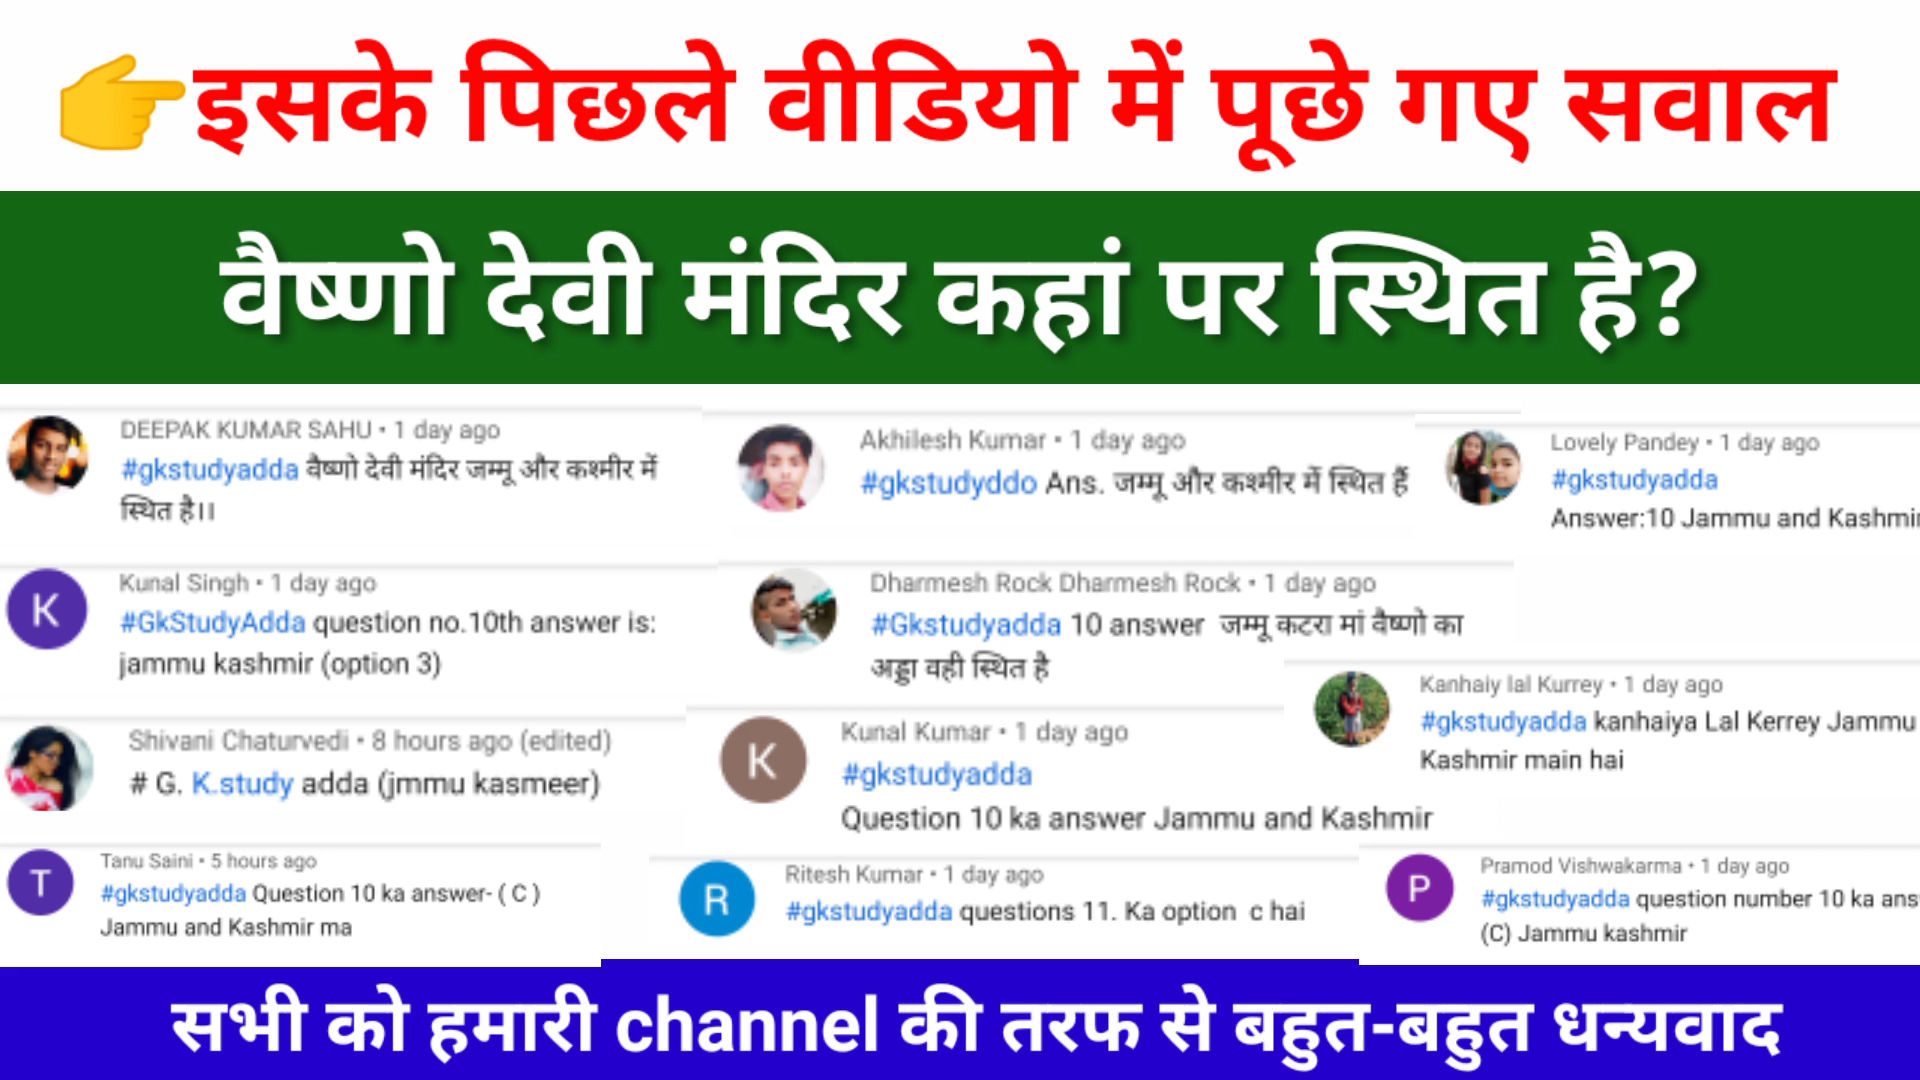 👉इसके पिछले वीडियो में पूछे गए सवाल
वैष्णो देवी मंदिर कहां पर स्थित है?
DEEPAK KUMAR SAHU • 1 day ago
#gkstudyadda वैष्णो देवी मंदिर जम्मू और कश्मीर में
स्थित है।।
Akhilesh Kumar • 1 day ago
#gkstudyddo Ans. जम्मू और कश्मीर में स्थित हैं
Lovely Pandey • 1 day ago
#gkstudyadda
Answer:10 Jammu and Kashmir
K
Kunal Singh • 1 day ago
#GkStudyAdda question no.10th answer is:
jammu kashmir (option 3)
Dharmesh Rock Dharmesh Rock • 1 day ago
#Gkstudyadda 10 answer जम्मू कटरा मां वैष्णो का
अड्डा वही स्थित है
Kanhaiy lal Kurrey • 1 day ago
#gkstudyadda kanhaiya Lal Kerrey Jammu
Kashmir main hai
Shivani Chaturvedi • 8 hours ago (edited)
# G. K.study adda (jmmu kasmeer)
K
Kunal Kumar • 1 day ago
#gkstudyadda
Question 10 ka answer Jammu and Kashmir
T
Tanu Saini • 5 hours ago
#gkstudyadda Question 10 ka answer- ( C )
Jammu and Kashmir ma
R
Ritesh Kumar • 1 day ago
#gkstudyadda questions 11. Ka option c hai
P
Pramod Vishwakarma • 1 day ago
#gkstudyadda question number 10 ka ans
(C) Jammu kashmir
सभी को हमारी channel की तरफ से बहुत-बहुत धन्यवाद